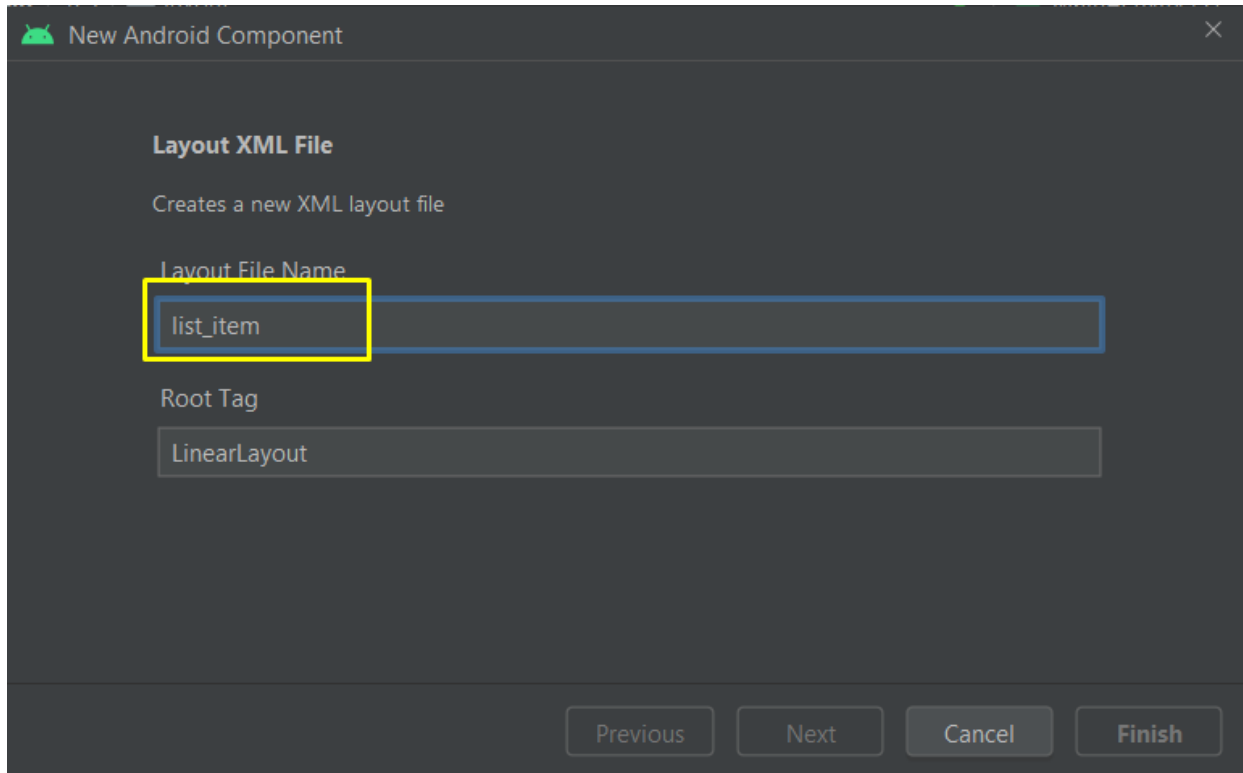 New Android Component
Layout XML File
Creates a new XML layout file
Layout File Name
list_item
Root Tag
LinearLayout
Previous Next Cancel Finish